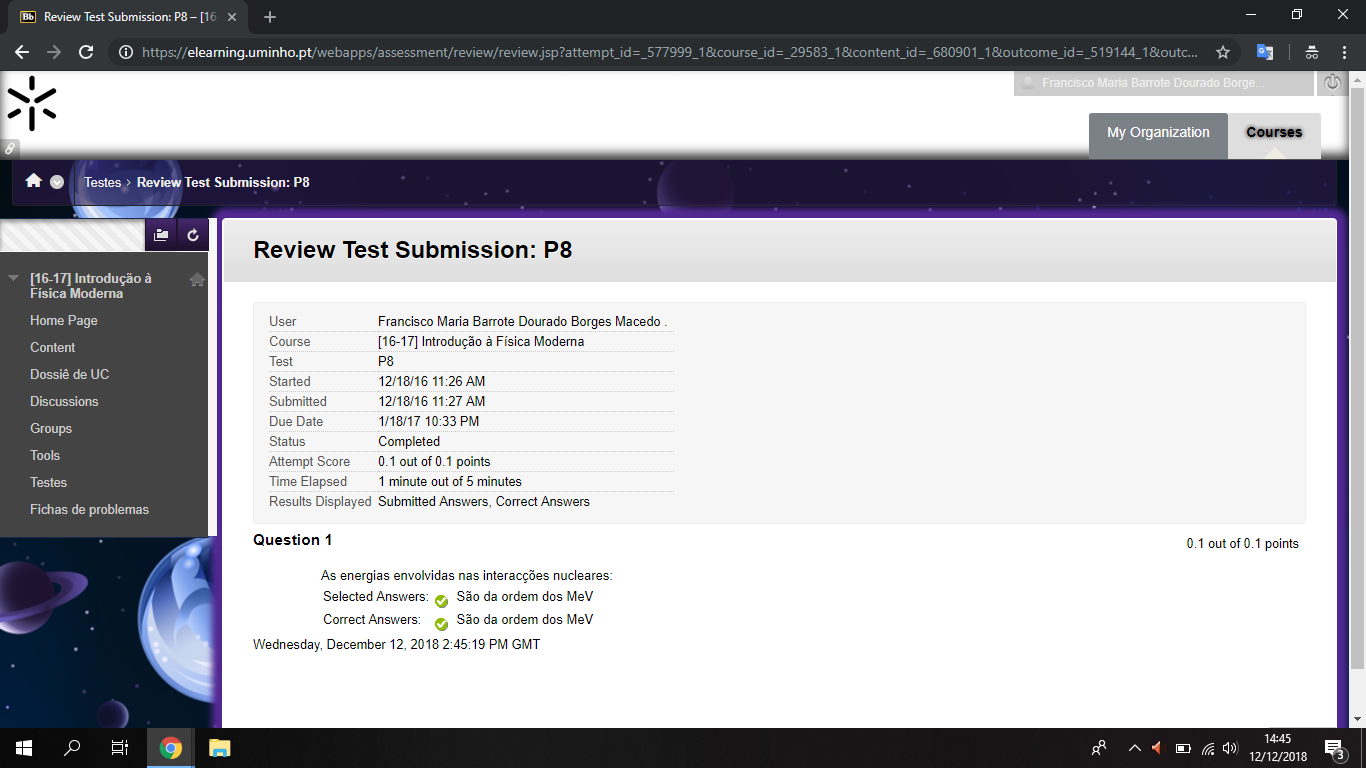 Bb Review Test Submission: P8 – [16
https://elearning.uminho.pt/webapps/assessment/review/review.jsp?attempt_id=_577999_1&course_id=_29583_1&content_id=_680901_1&outcome_id=_519144_1&outc...
Francisco Maria Barrote Dourado Borge...
My Organization
Courses
Testes > Review Test Submission: P8
[16-17] Introdução à
Física Moderna
Home Page
Content
Dossiê de UC
Discussions
Groups
Tools
Testes
Fichas de problemas
Review Test Submission: P8
User Francisco Maria Barrote Dourado Borges Macedo .
Course [16-17] Introdução à Física Moderna
Test P8
Started 12/18/16 11:26 AM
Submitted 12/18/16 11:27 AM
Due Date 1/18/17 10:33 PM
Status Completed
Attempt Score 0.1 out of 0.1 points
Time Elapsed 1 minute out of 5 minutes
Results Displayed Submitted Answers, Correct Answers
Question 1
0.1 out of 0.1 points
As energias envolvidas nas interacções nucleares:
Selected Answers: São da ordem dos MeV
Correct Answers: São da ordem dos MeV
Wednesday, December 12, 2018 2:45:19 PM GMT
14:45
12/12/2018
3